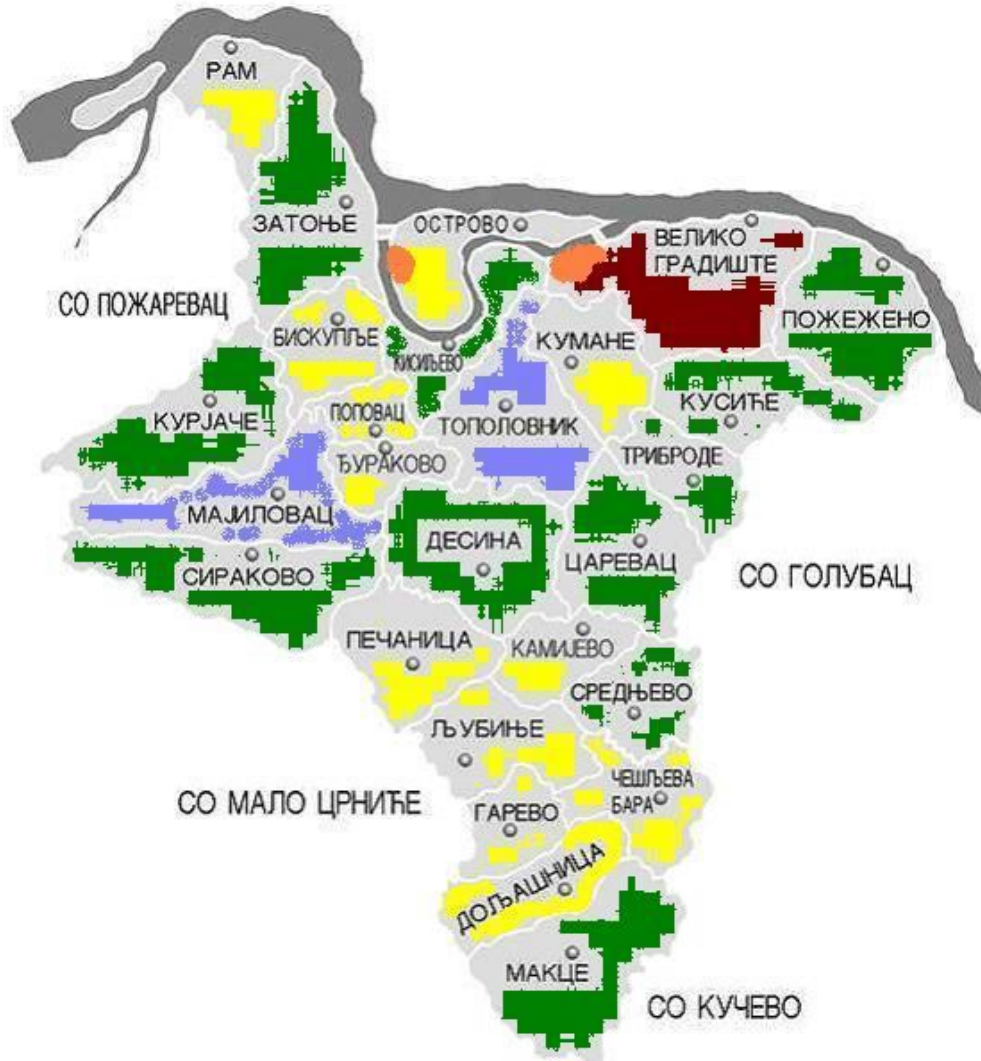 РАМ
ЗАТОЊЕ
ОСТРОВО
ВЕЛИКО
ГРАДИШТЕ
СО ПОЖАРЕВАЦ
ПОЖЕЖЕНО
БИСКУПЉЕ
КИСИЉЕВО
КУМАНЕ
КУРЈАЧЕ
ПОПОВАЦ
ТОПОЛОВНИК
КУСИЋЕ
ЂУРАКОВО
ТРИБРОДЕ
МАЈИЛОВАЦ
ДЕСИНА
ЦАРЕВАЦ
СИРАКОВО
СО ГОЛУБАЦ
ПЕЧАНИЦА
КАМИЈЕВО
СРЕДЊЕВО
ЉУБИЊЕ
ЧЕШЉЕВА
БАРА
СО МАЛО ЦРНИЋЕ
ГАРЕВО
ДОЉАШНИЦА
МАКЦЕ
СО КУЧЕВО